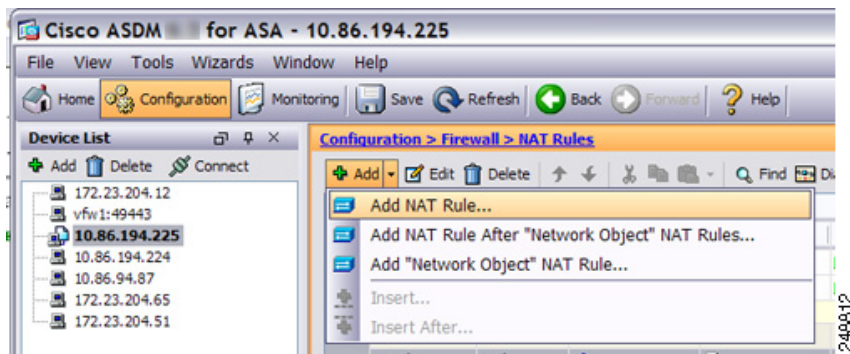 Cisco ASDM for ASA - 10.86.194.225
File View Tools Wizards Window Help
Home Configuration Monitoring Save Refresh Back Forward Help
Device List
Add Delete Connect
172.23.204.12
vfw1:49443
10.86.194.225
10.86.194.224
10.86.94.87
172.23.204.65
172.23.204.51
Configuration > Firewall > NAT Rules
Add Edit Delete Find Di
Add NAT Rule...
Add NAT Rule After "Network Object" NAT Rules...
Add "Network Object" NAT Rule...
Insert...
Insert After...
248812